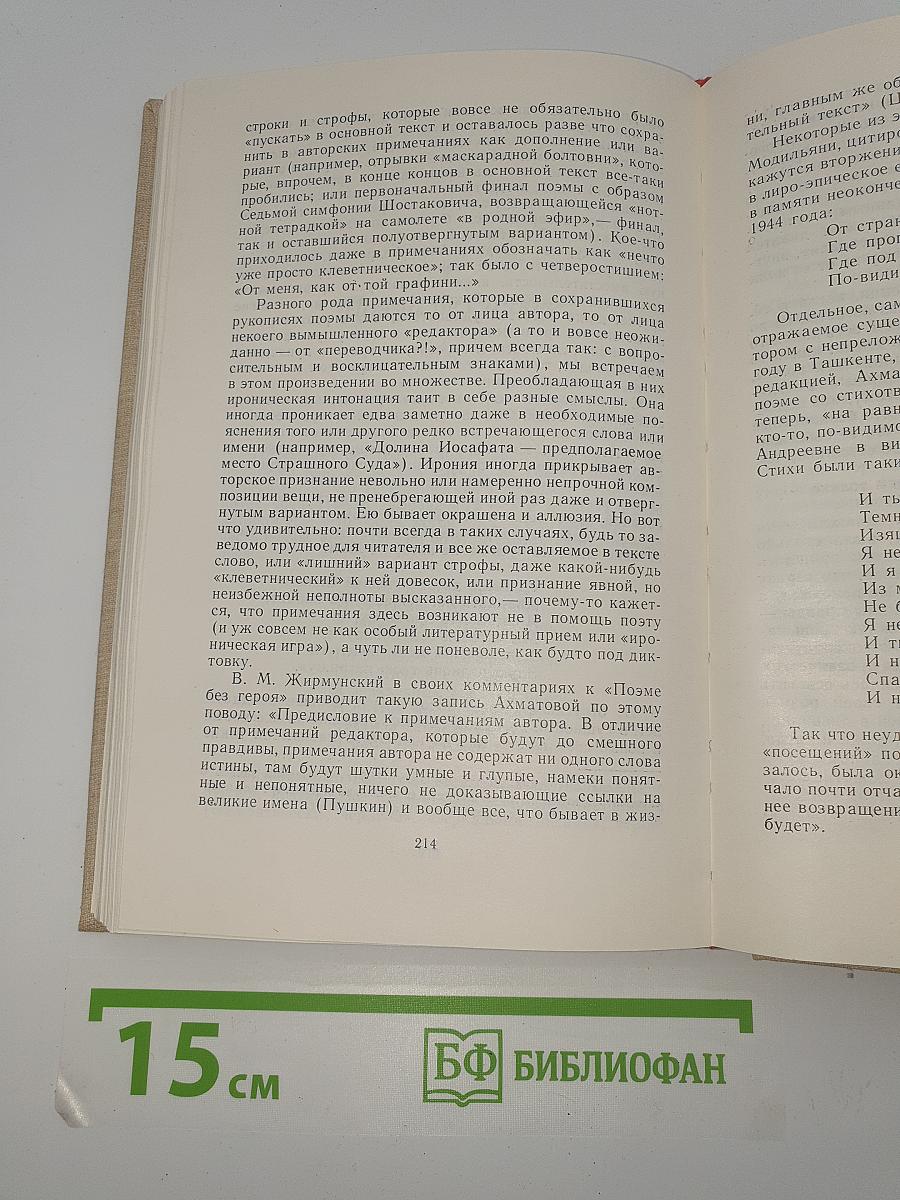 строки и строфы, которые вовсе не обязательно было
«пускать» в основной текст и оставалось разве что сохра-
нить в авторских примечаниях как дополнение или ва-
риант (например, отрывки «маскарадной болтовни», кото-
рые, впрочем, в конце концов в основной текст все-таки
пробились; или первоначальный финал поэмы с образом
Седьмой симфонии Шостаковича, возвращающейся «нот-
ной тетрадкой» на самолете «в родной эфир»,— финал,
так и оставшийся полуотвергнутым вариантом). Кое-что
приходилось даже в примечаниях обозначать как «нечто
уже просто клеветническое»; так было с четверостишием:
«От меня, как от той графини...»
Разного рода примечания, которые в сохранившихся
рукописях поэмы даются то от лица автора, то от лица
некоего вымышленного «редактора» (а то и вовсе неожи-
данно — от «переводчика?!», причем всегда так: с вопро-
сительным и восклицательным знаками), мы встречаем
в этом произведении во множестве. Преобладающая в них
ироническая интонация таит в себе разные смыслы. Она
иногда проникает едва заметно даже в необходимые по-
яснения того или другого редко встречающегося слова или
имени (например, «Долина Иосафата — предполагаемое
место Страшного Суда»). Ирония иногда прикрывает ав-
торское признание невольно или намеренно непрочной ком-
позиции вещи, не пренебрегающей иной раз даже и отверг-
нутым вариантом. Ею бывает окрашена и аллюзия. Но вот
что удивительно: почти всегда в таких случаях, будь то за-
ведомо трудное для читателя и все же оставляемое в тексте
слово, или «лишний» вариант строфы, даже какой-нибудь
«клеветнический» к ней довесок, или признание явной, но
неизбежной неполноты высказанного,— почему-то кажет-
ся, что примечания здесь возникают не в помощь поэту
(и уж совсем не как особый литературный прием или «иро-
ническая игра»), а чуть ли не поневоле, как будто под дик-
товку.
В. М. Жирмунский в своих комментариях к «Поэме
без героя» приводит такую запись Ахматовой по этому
поводу: «Предисловие к примечаниям автора. В отличие
от примечаний редактора, которые будут до смешного
правдивы, примечания автора не содержат ни одного слова
истины, там будут шутки умные и глупые, намеки понят-
ные и непонятные, ничего не доказывающие ссылки на
великие имена (Пушкин) и вообще все, что бывает в жиз-
214
ни, главным же об
тельный текст» (Ц
Некоторые из э
Модильяни, цитиро
кажутся вторжени
в лиро-эпическое е
в памяти неоконче
1944 года:
От стран
Где проп
Где под
По-види
Отдельное, сам
отражаемое суще
тором с непрелож
году в Ташкенте,
редакцией, Ахма
поэме со стихотв
теперь, «на равн
кто-то, по-видимо
Андреевне в ви
Стихи были таки
И ты
Темн
Изящ
Я не
И я
Из м
Не б
Я не
И ты
И н
Спа
И н
Так что неуд
«посещений» по
залось, была ок
чало почти отча
нее возвращени
будет».
15 см
БФ БИБЛИОФАН